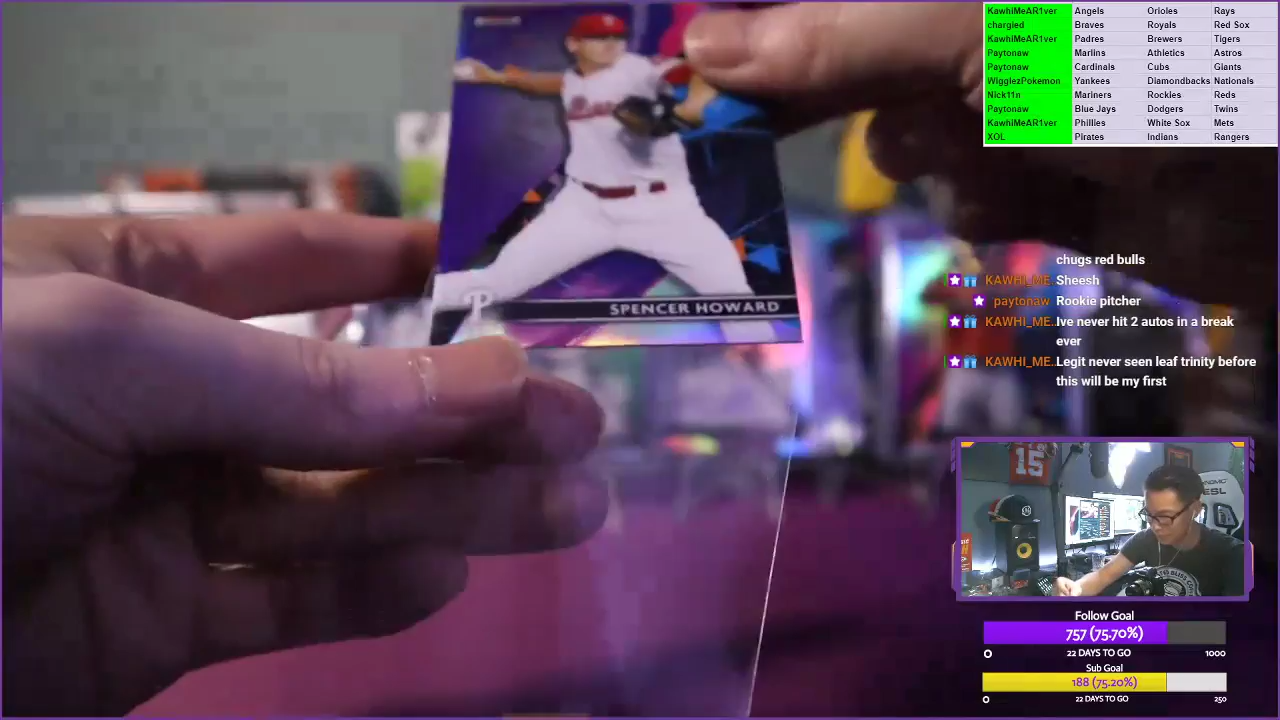 KawhiMeAR1ver Angels Orioles Rays
chargled Braves Royals Red Sox
KawhiMeAR1ver Padres Brewers Tigers
Paytonaw Marlins Athletics Astros
Paytonaw Cardinals Cubs Giants
WigglezPokemon Yankees Diamondbacks Nationals
Nick11n Mariners Rockies Reds
Paytonaw Blue Jays Dodgers Twins
KawhiMeAR1ver Phillies White Sox Mets
XOL Pirates Indians Rangers
SPENCER HOWARD
chugs red bulls
KAWHI_ME.. Sheesh
paytonaw Rookie pitcher
KAWHI_ME.. Ive never hit 2 autos in a break
ever
KAWHI_ME.. Legit never seen leaf trinity before
this will be my first
15
ESL
Follow Goal
757 (75.70%)
0 22 DAYS TO GO 1000
Sub Goal
188 (75.20%)
0 22 DAYS TO GO 250